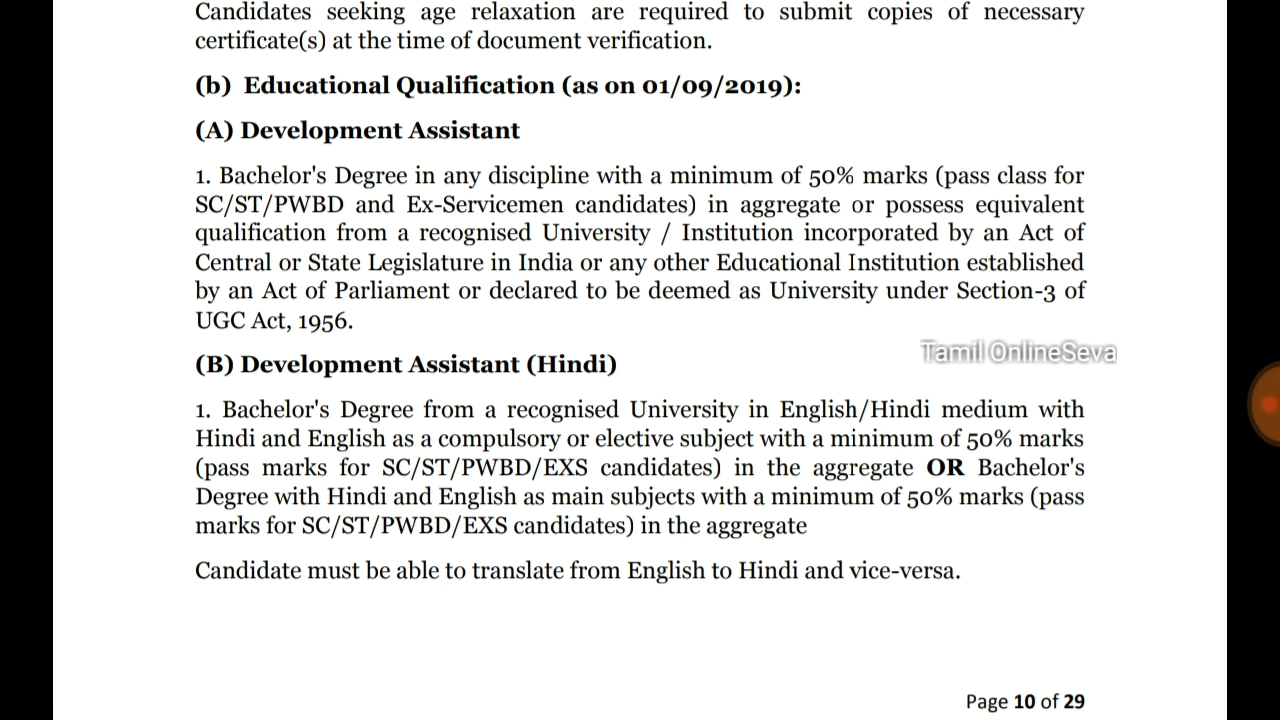 Candidates seeking age relaxation are required to submit copies of necessary
certificate(s) at the time of document verification.
(b) Educational Qualification (as on 01/09/2019):
(A) Development Assistant
1. Bachelor's Degree in any discipline with a minimum of 50% marks (pass class for
SC/ST/PWBD and Ex-Servicemen candidates) in aggregate or possess equivalent
qualification from a recognised University / Institution incorporated by an Act of
Central or State Legislature in India or any other Educational Institution established
by an Act of Parliament or declared to be deemed as University under Section-3 of
UGC Act, 1956.
Tamil OnlineSeva
(B) Development Assistant (Hindi)
1. Bachelor's Degree from a recognised University in English/Hindi medium with
Hindi and English as a compulsory or elective subject with a minimum of 50% marks
(pass marks for SC/ST/PWBD/EXS candidates) in the aggregate OR Bachelor's
Degree with Hindi and English as main subjects with a minimum of 50% marks (pass
marks for SC/ST/PWBD/EXS candidates) in the aggregate
Candidate must be able to translate from English to Hindi and vice-versa.
Page 10 of 29